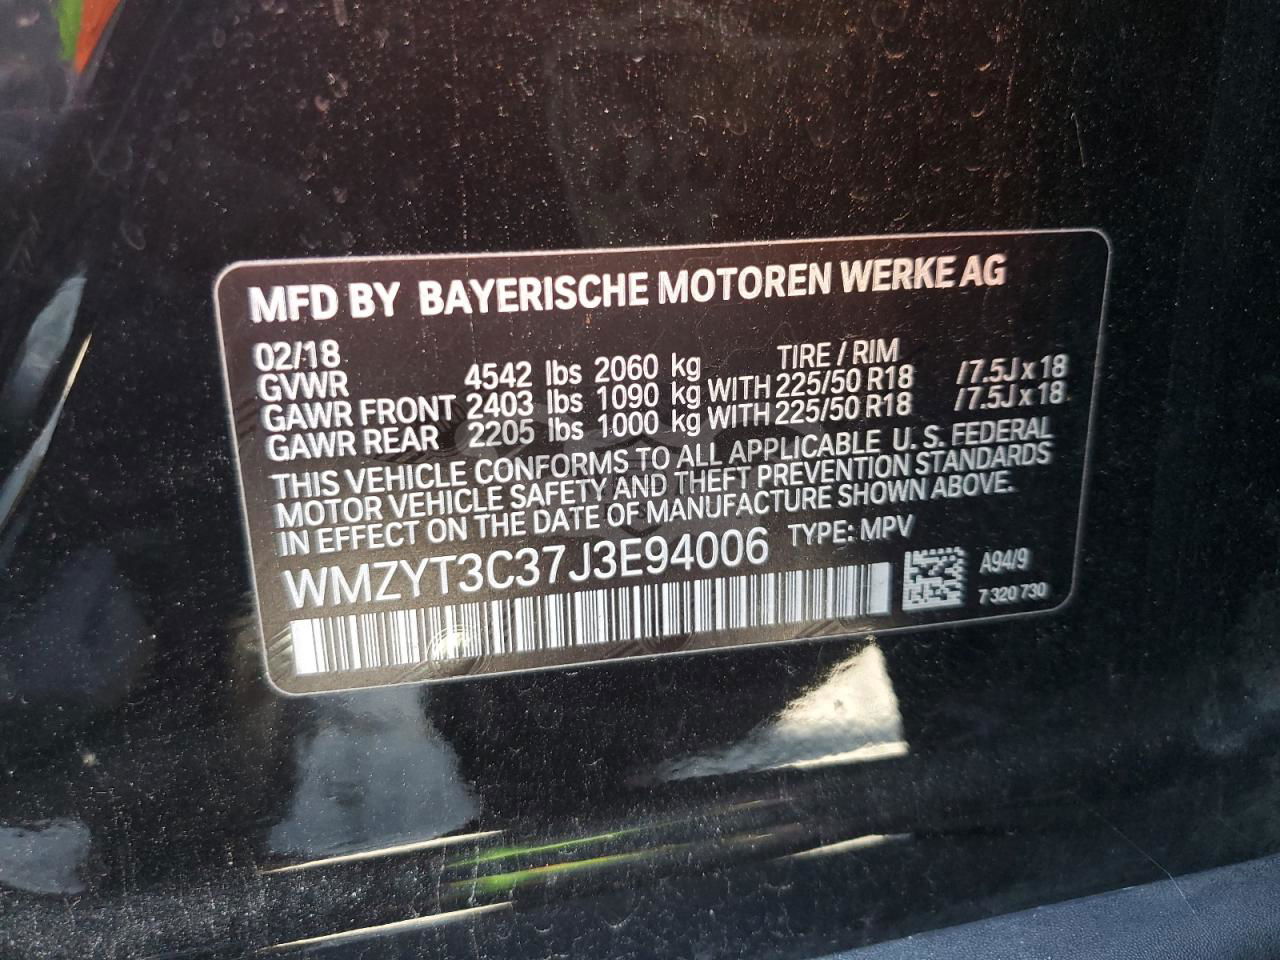 MFD BY BAYERISCHE MOTOREN WERKE AG
02/18 TIRE / RIM
GVWR 4542 lbs 2060 kg
GAWR FRONT 2403 lbs 1090 kg WITH 225/50 R18 /7.5J x 18
GAWR REAR 2205 lbs 1000 kg WITH 225/50 R18 /7.5J x 18
THIS VEHICLE CONFORMS TO ALL APPLICABLE U.S. FEDERAL
MOTOR VEHICLE SAFETY AND THEFT PREVENTION STANDARDS
IN EFFECT ON THE DATE OF MANUFACTURE SHOWN ABOVE.
WMZYT3C37J3E94006 TYPE: MPV
A94/9
7 320 730